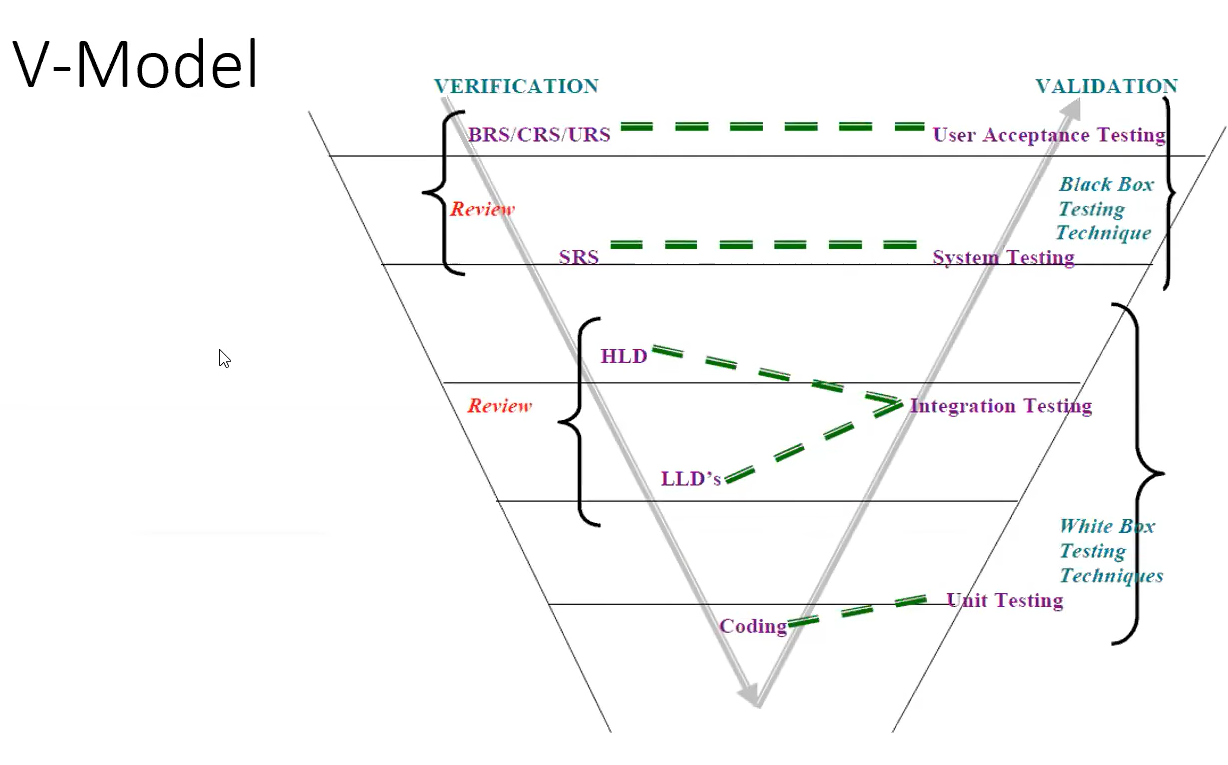 V-Model
VERIFICATION
VALIDATION
BRS/CRS/URS
User Acceptance Testing
Black Box
Testing
Technique
Review
SRS
System Testing
HLD
Review
Integration Testing
LLD's
White Box
Testing
Techniques
Unit Testing
Coding